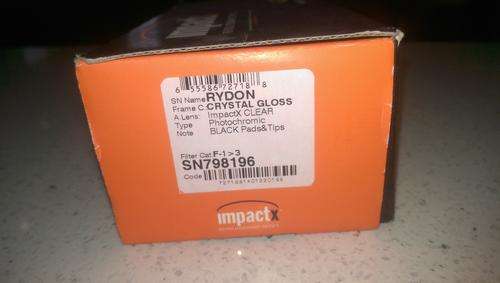 6 55586 72718 8
SN Name RYDON
Frame C. CRYSTAL GLOSS
A.Lens: ImpactX CLEAR
Type Photochromic
Note BLACK Pads&Tips
Filter Cat. F-1>3
SN798196
Code
impactx